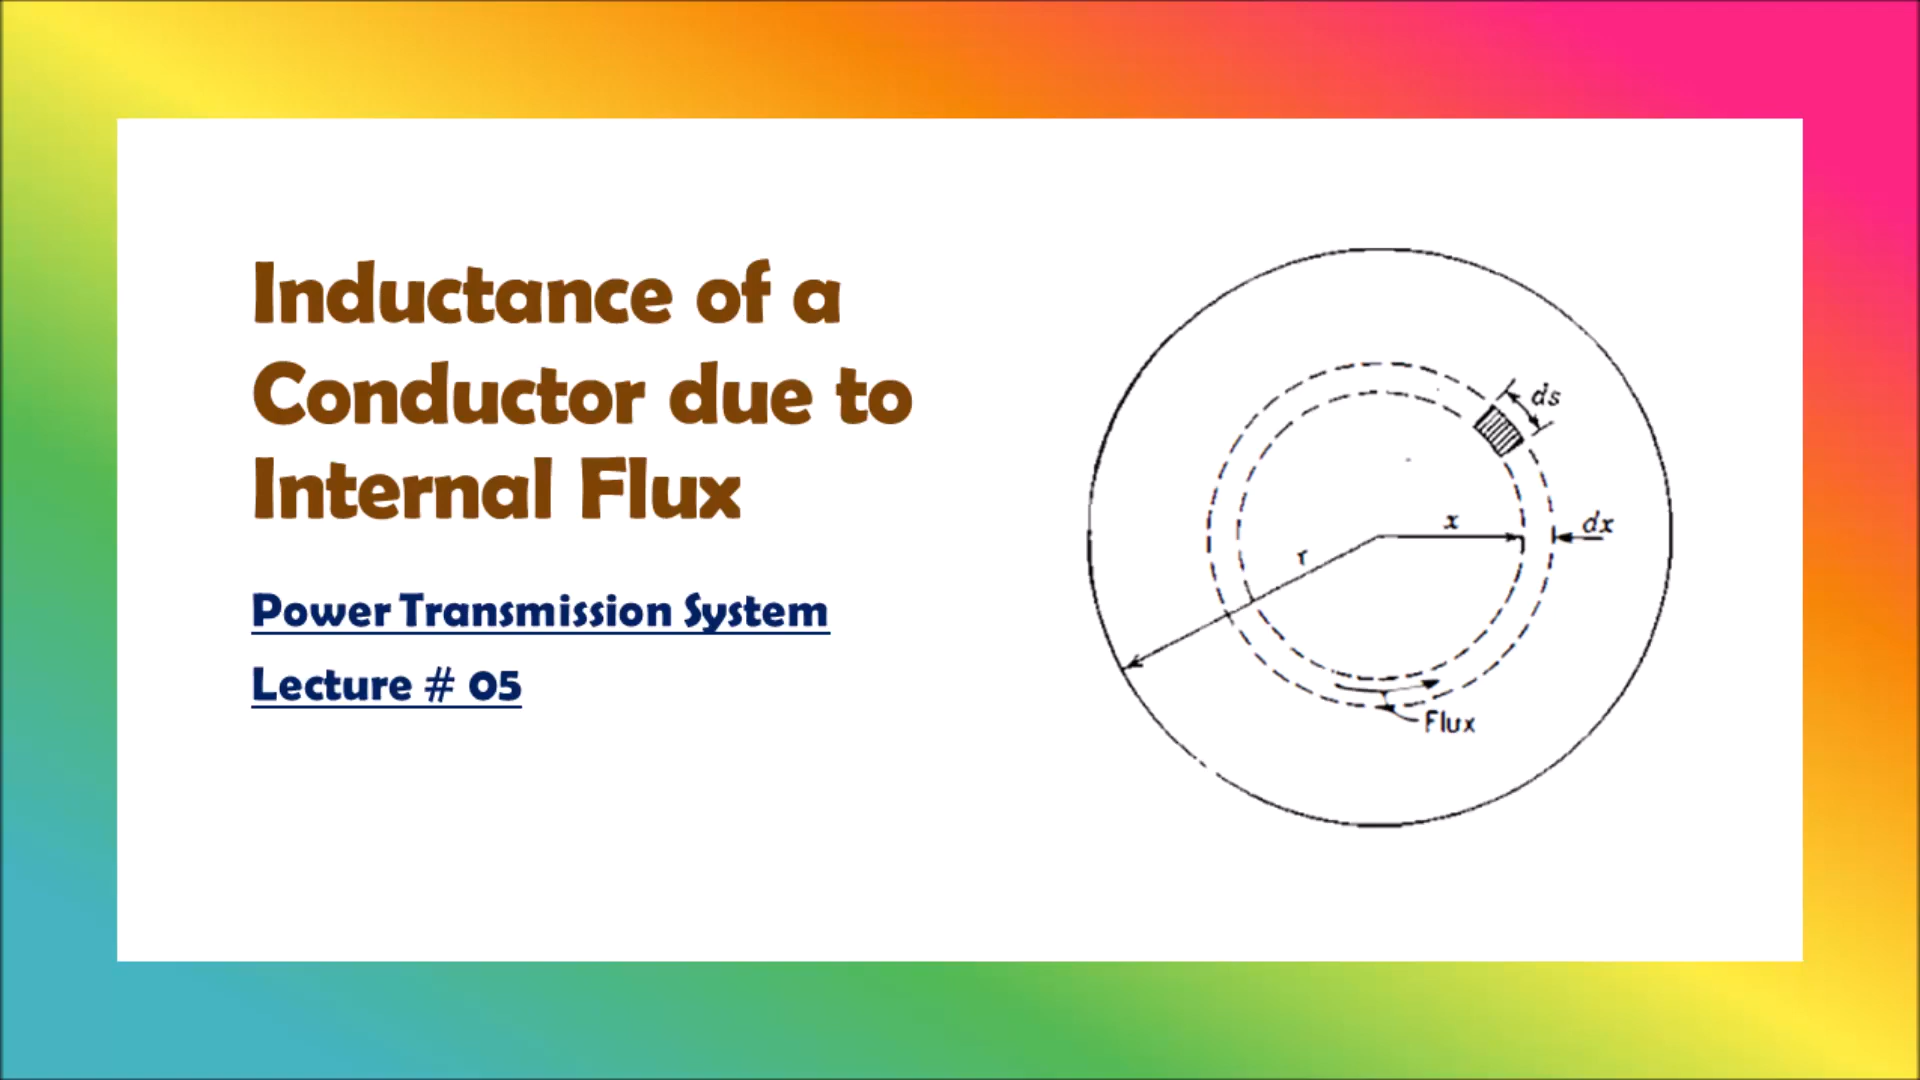 Inductance of a
Conductor due to
Internal Flux
Power Transmission System
Lecture # 05
ds
x
dx
r
Flux